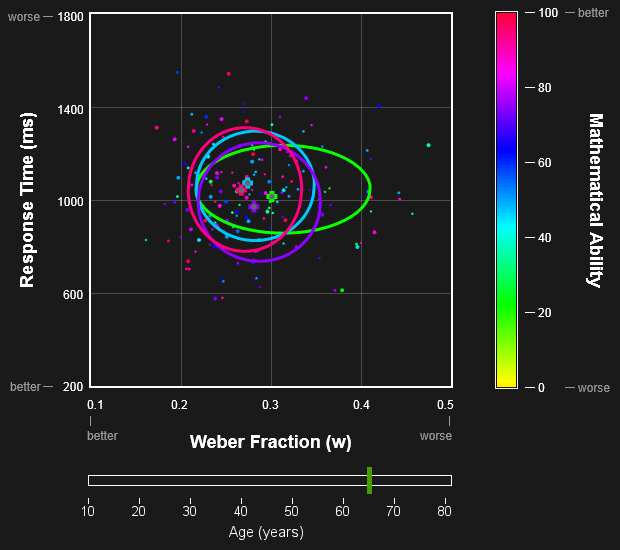 worse
1800
1400
1000
600
200
better
Response Time (ms)
0.1
0.2
0.3
0.4
0.5
better
worse
Weber Fraction (w)
10
20
30
40
50
60
70
80
Age (years)
100
80
60
40
20
0
better
worse
Mathematical Ability